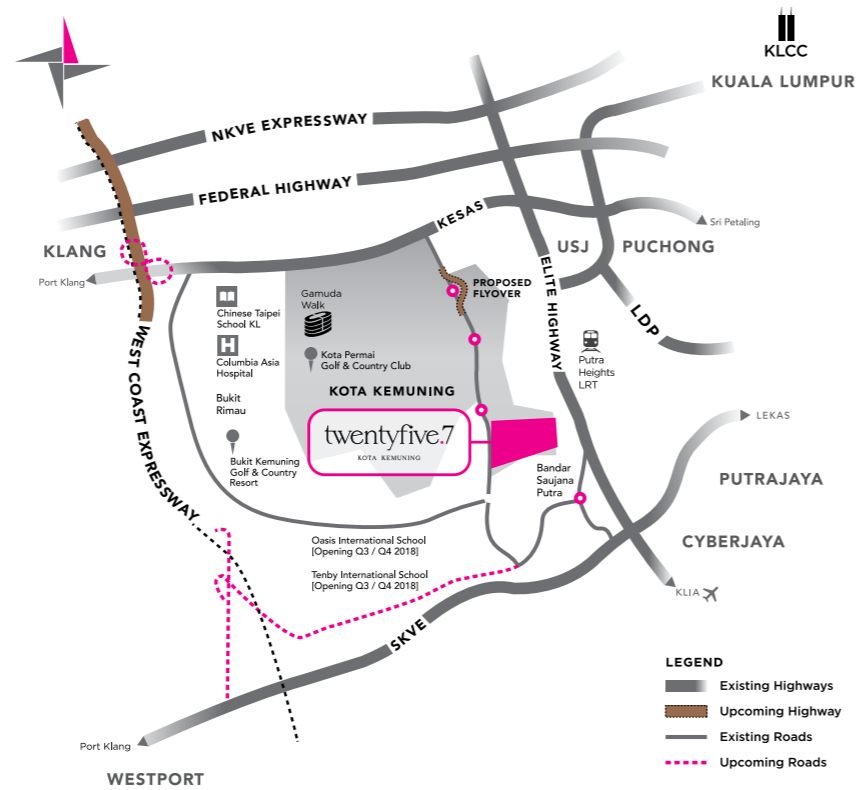 KLCC
KUALA LUMPUR
NKVE EXPRESSWAY
FEDERAL HIGHWAY
KESAS
Sri Petaling
KLANG
USJ
PUCHONG
Port Klang
ELITE HIGHWAY
PROPOSED
FLYOVER
Chinese Taipei
School KL
Gamuda
Walk
LDP
Columbia Asia
Hospital
Kota Permai
Golf & Country Club
Putra
Heights
LRT
KOTA KEMUNING
Bukit
Rimau
twentyfive.7
KOTA KEMUNING
LEKAS
WEST COAST EXPRESSWAY
Bukit Kemuning
Golf & Country
Resort
Bandar
Saujana
Putra
PUTRAJAYA
Oasis International School
[Opening Q3 / Q4 2018]
CYBERJAYA
Tenby International School
[Opening Q3 / Q4 2018]
KLIA
SKVE
LEGEND
Existing Highways
Upcoming Highway
Existing Roads
Upcoming Roads
Port Klang
WESTPORT